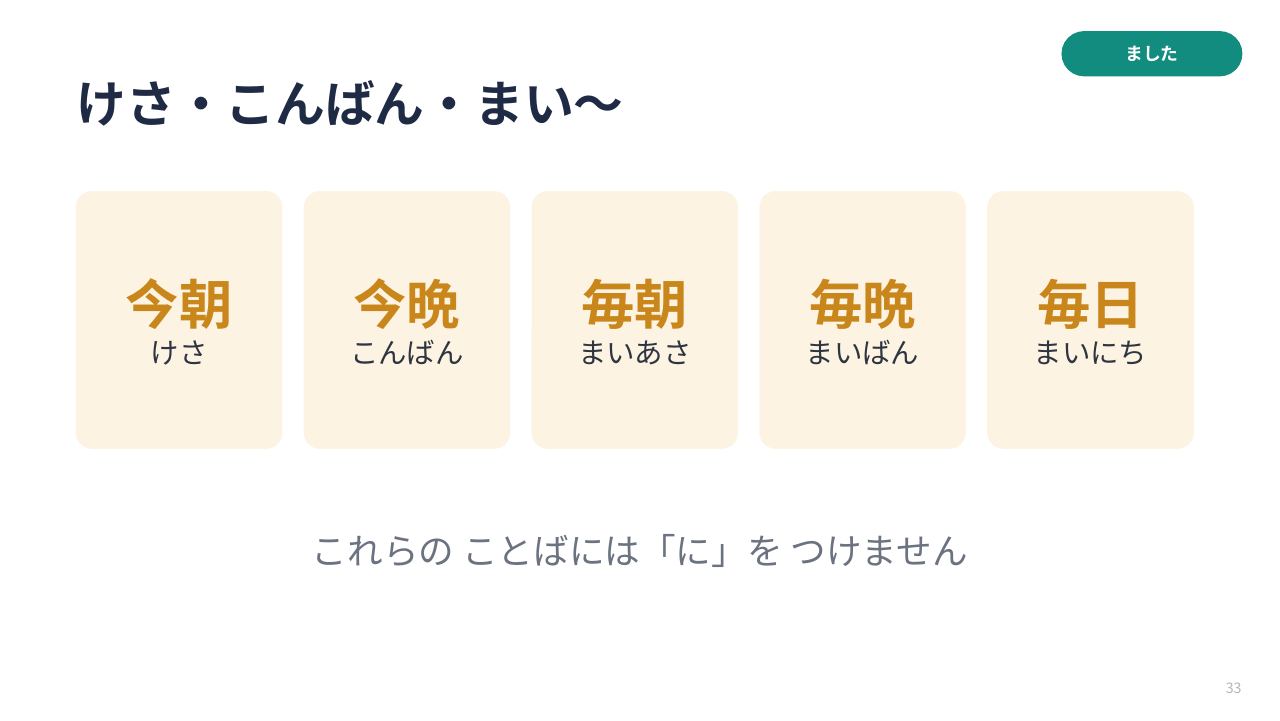 ました
けさ・こんばん・まい〜
今朝
けさ
今晩
こんばん
毎朝
まいあさ
毎晩
まいばん
毎日
まいにち
これらの ことばには「に」を つけません
33